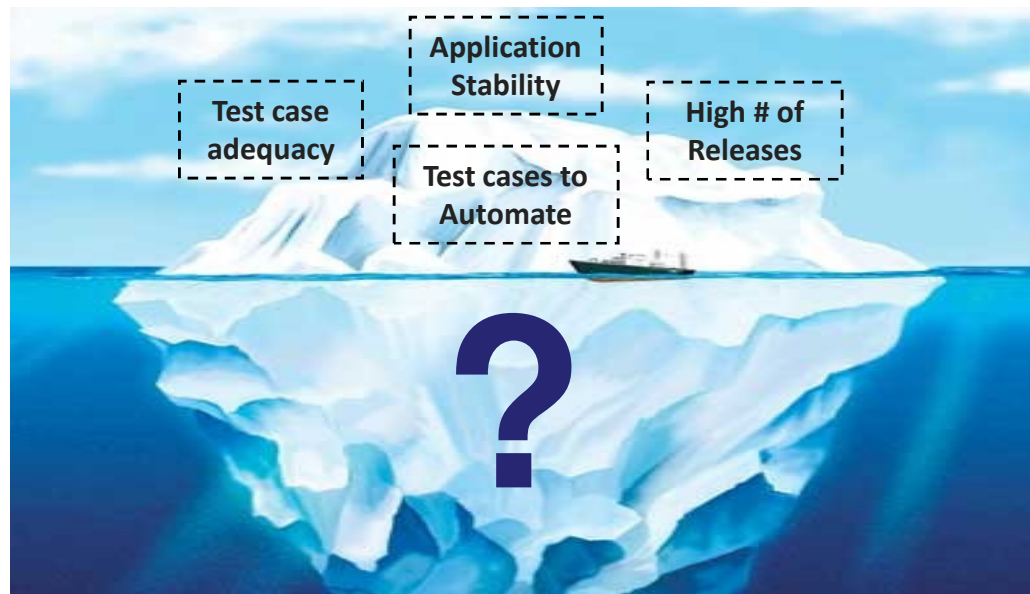 Application
Stability
Test case
adequacy
High # of
Releases
Test cases to
Automate
?